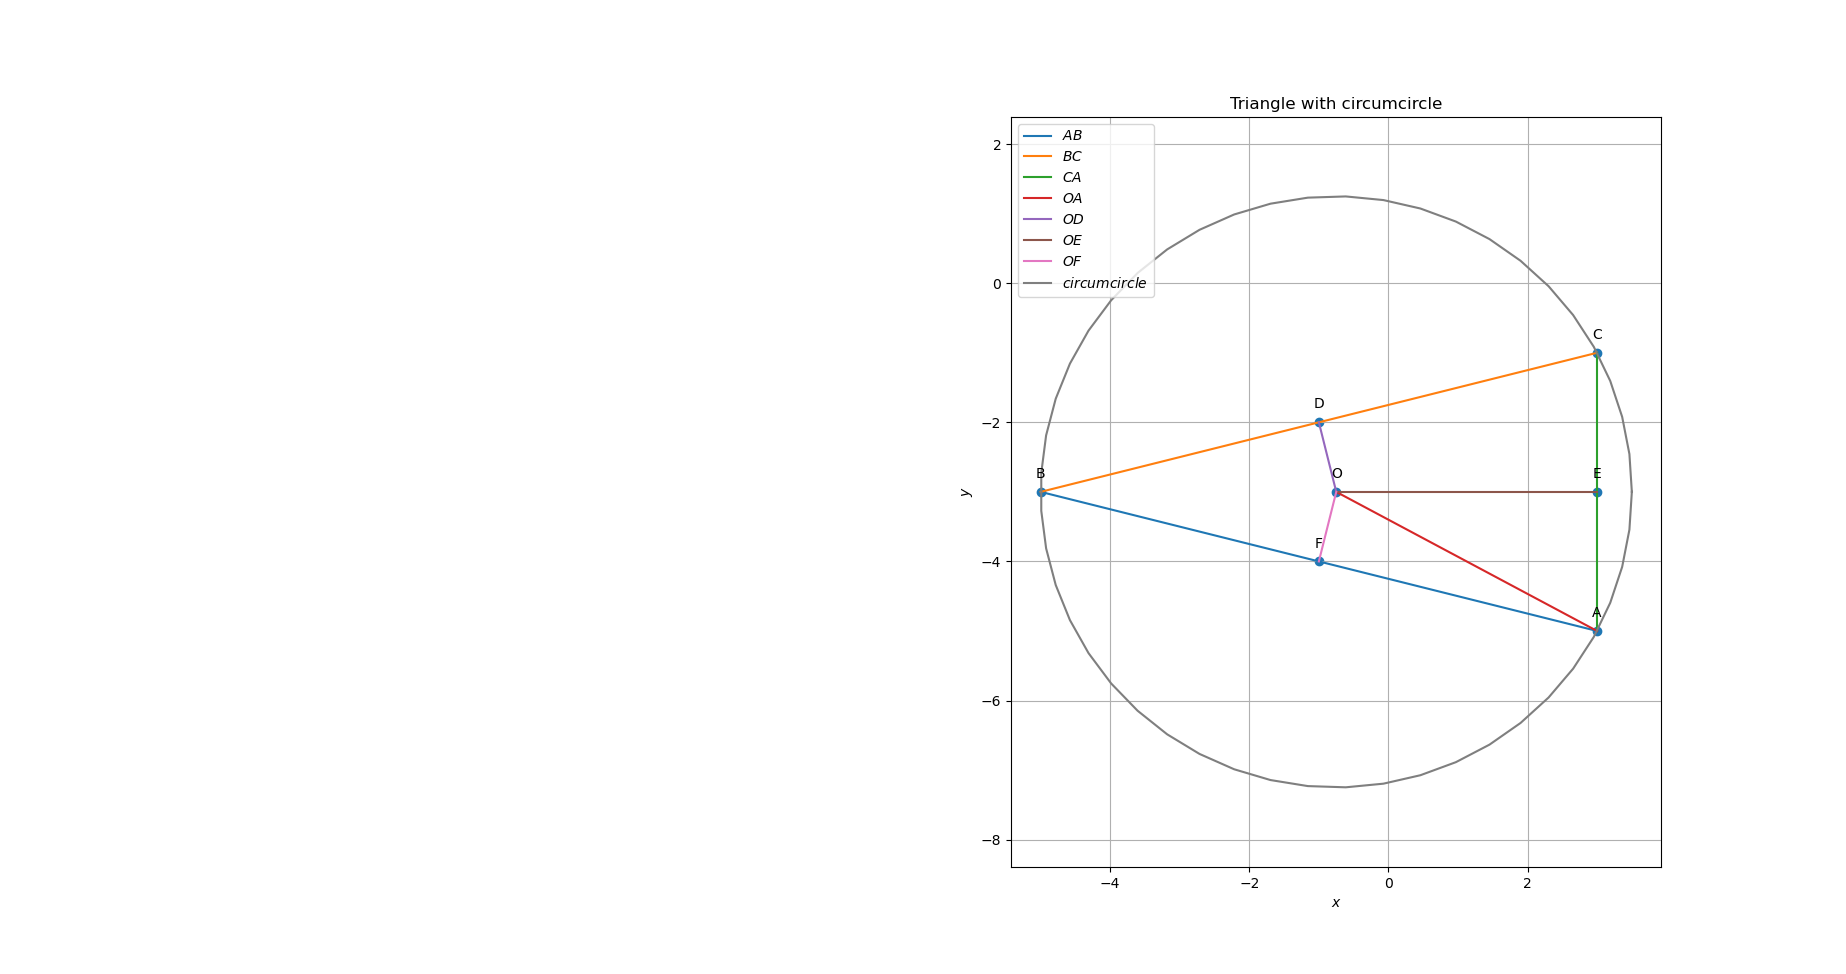 Triangle with circumcircle
AB
BC
CA
OA
OD
OE
OF
circumcircle
2
0
−2
−4
−6
−8
y
C
D
B
O
E
F
A
−4
−2
0
2
x